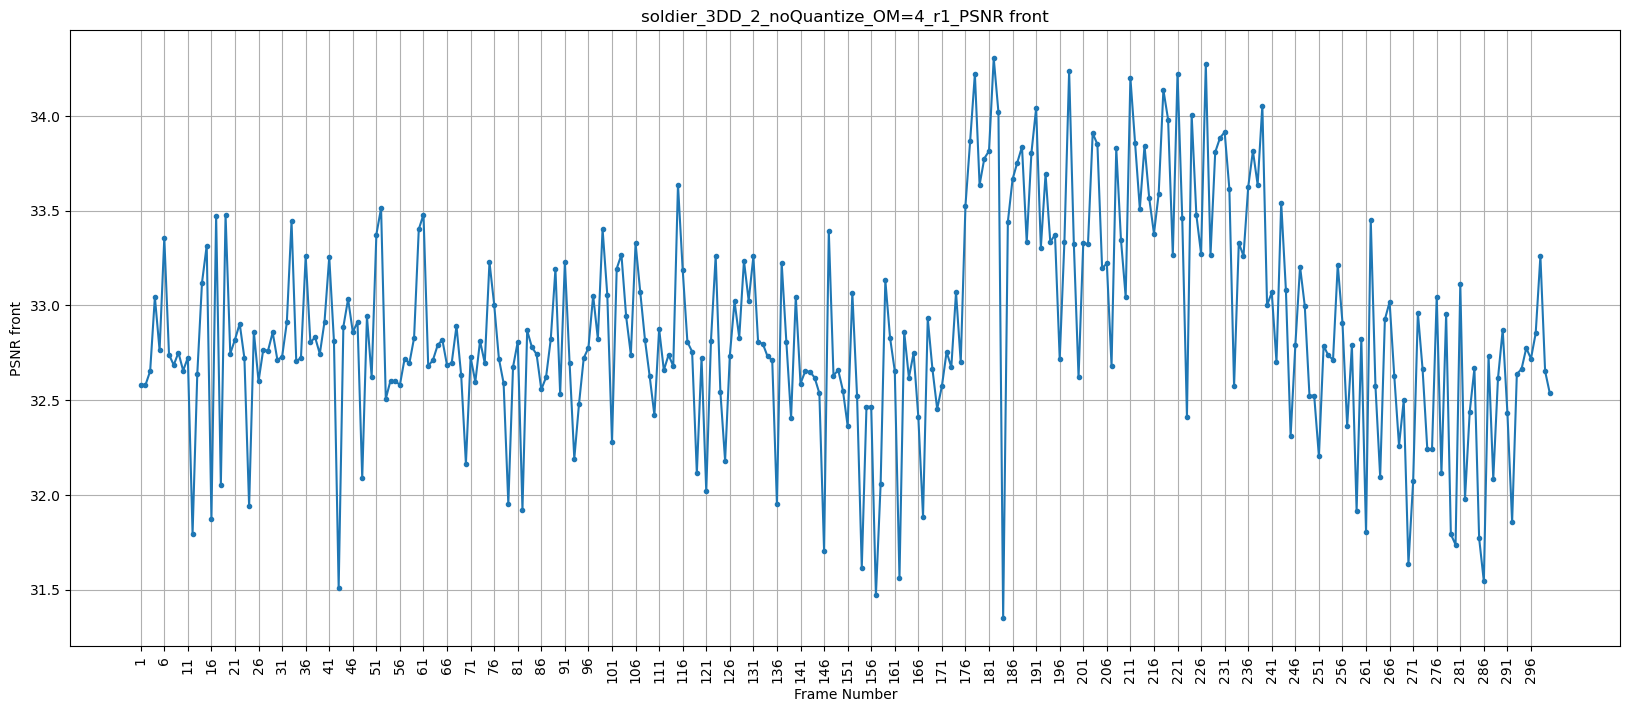 soldier_3DD_2_noQuantize_OM=4_r1_PSNR front
PSNR front
34.0
33.5
33.0
32.5
32.0
31.5
1 6 11 16 21 26 31 36 41 46 51 56 61 66 71 76 81 86 91 96 101 106 111 116 121 126 131 136 141 146 151 156 161 166 171 176 181 186 191 196 201 206 211 216 221 226 231 236 241 246 251 256 261 266 271 276 281 286 291 296
Frame Number